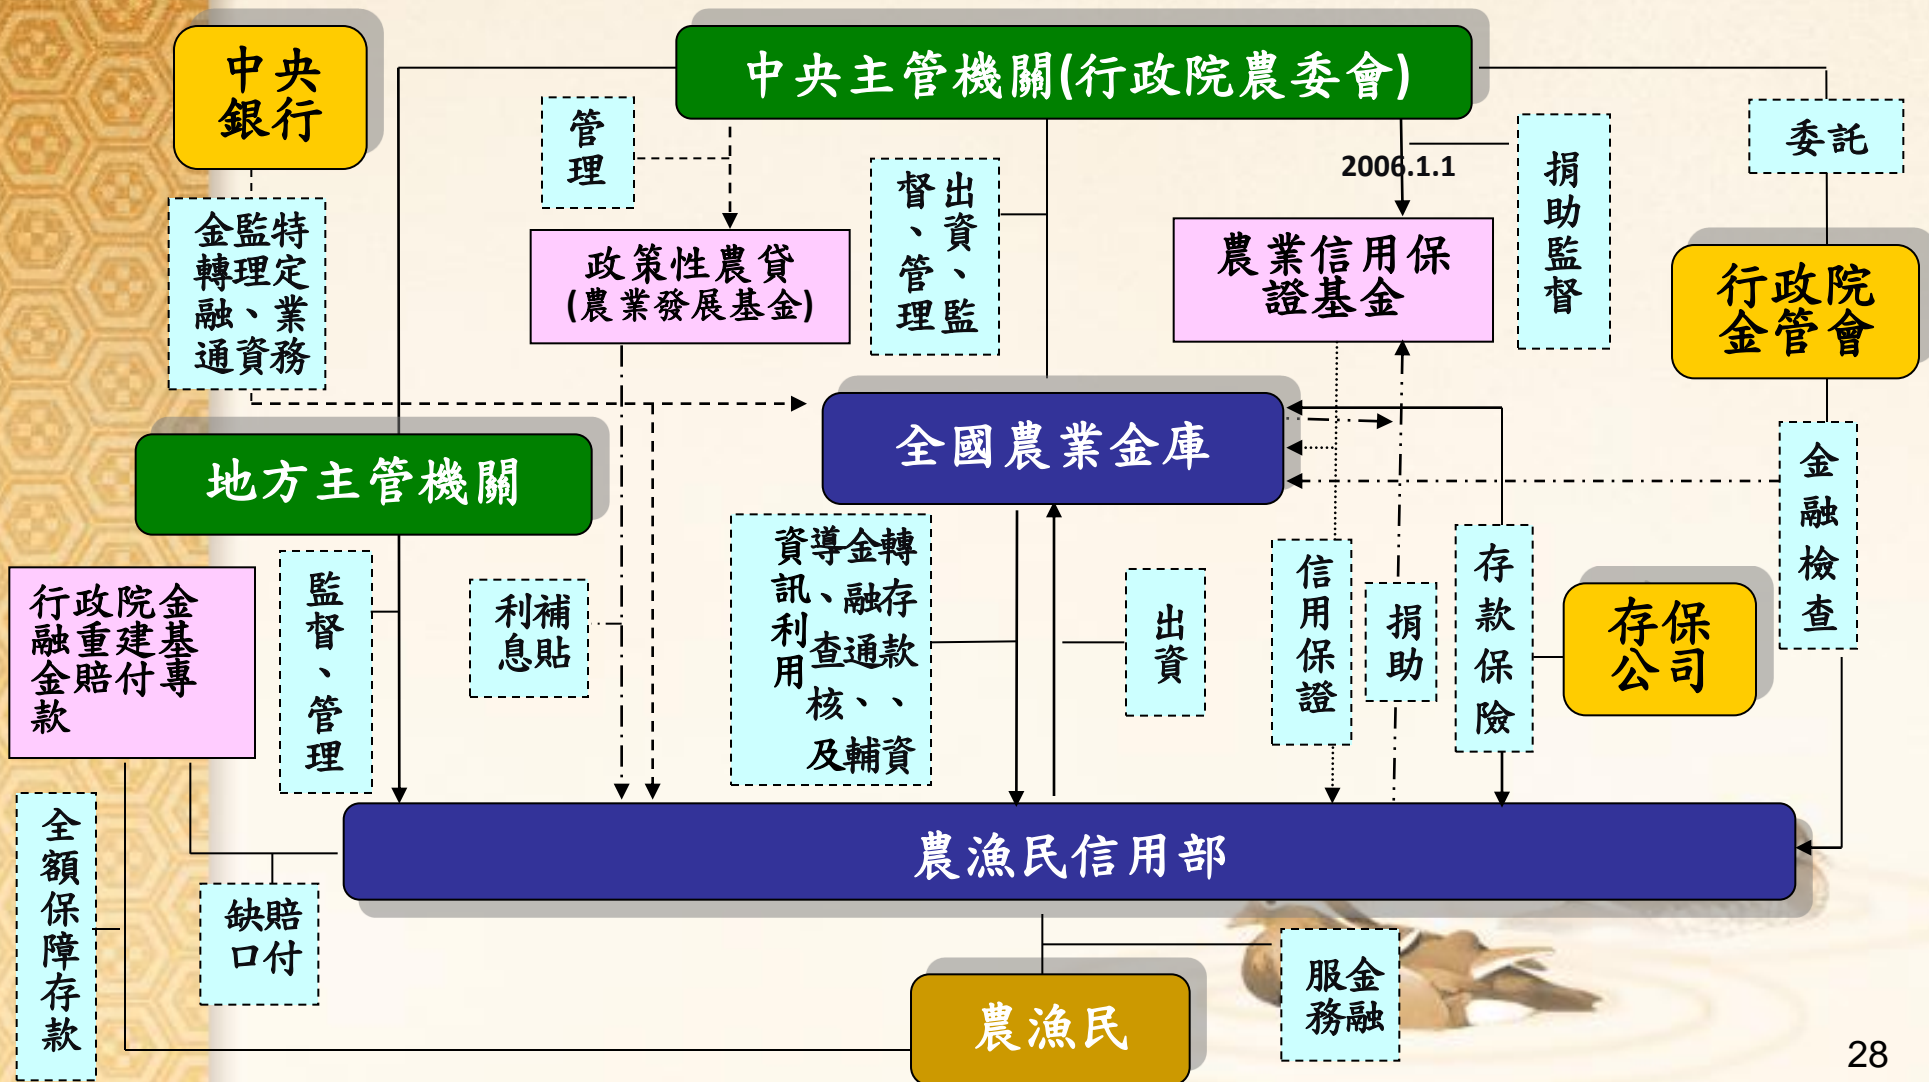 中央
銀行
中央主管機關(行政院農委會)
管理
委託
2006.1.1
捐助監督
出資、監
督、管理
特定業務
監理、資
金轉融通
政策性農貸
(農業發展基金)
農業信用保
證基金
行政院
金管會
全國農業金庫
地方主管機關
金融檢查
轉存款、資
金融通、輔
導、查核及
資訊利用
信用保證
存款保險
監督、管理
行政院金
融重建基
金賠付專
款
補貼
利息
出資
捐助
存保
公司
全額保障存款
農漁民信用部
賠付
缺口
金融
服務
農漁民
28